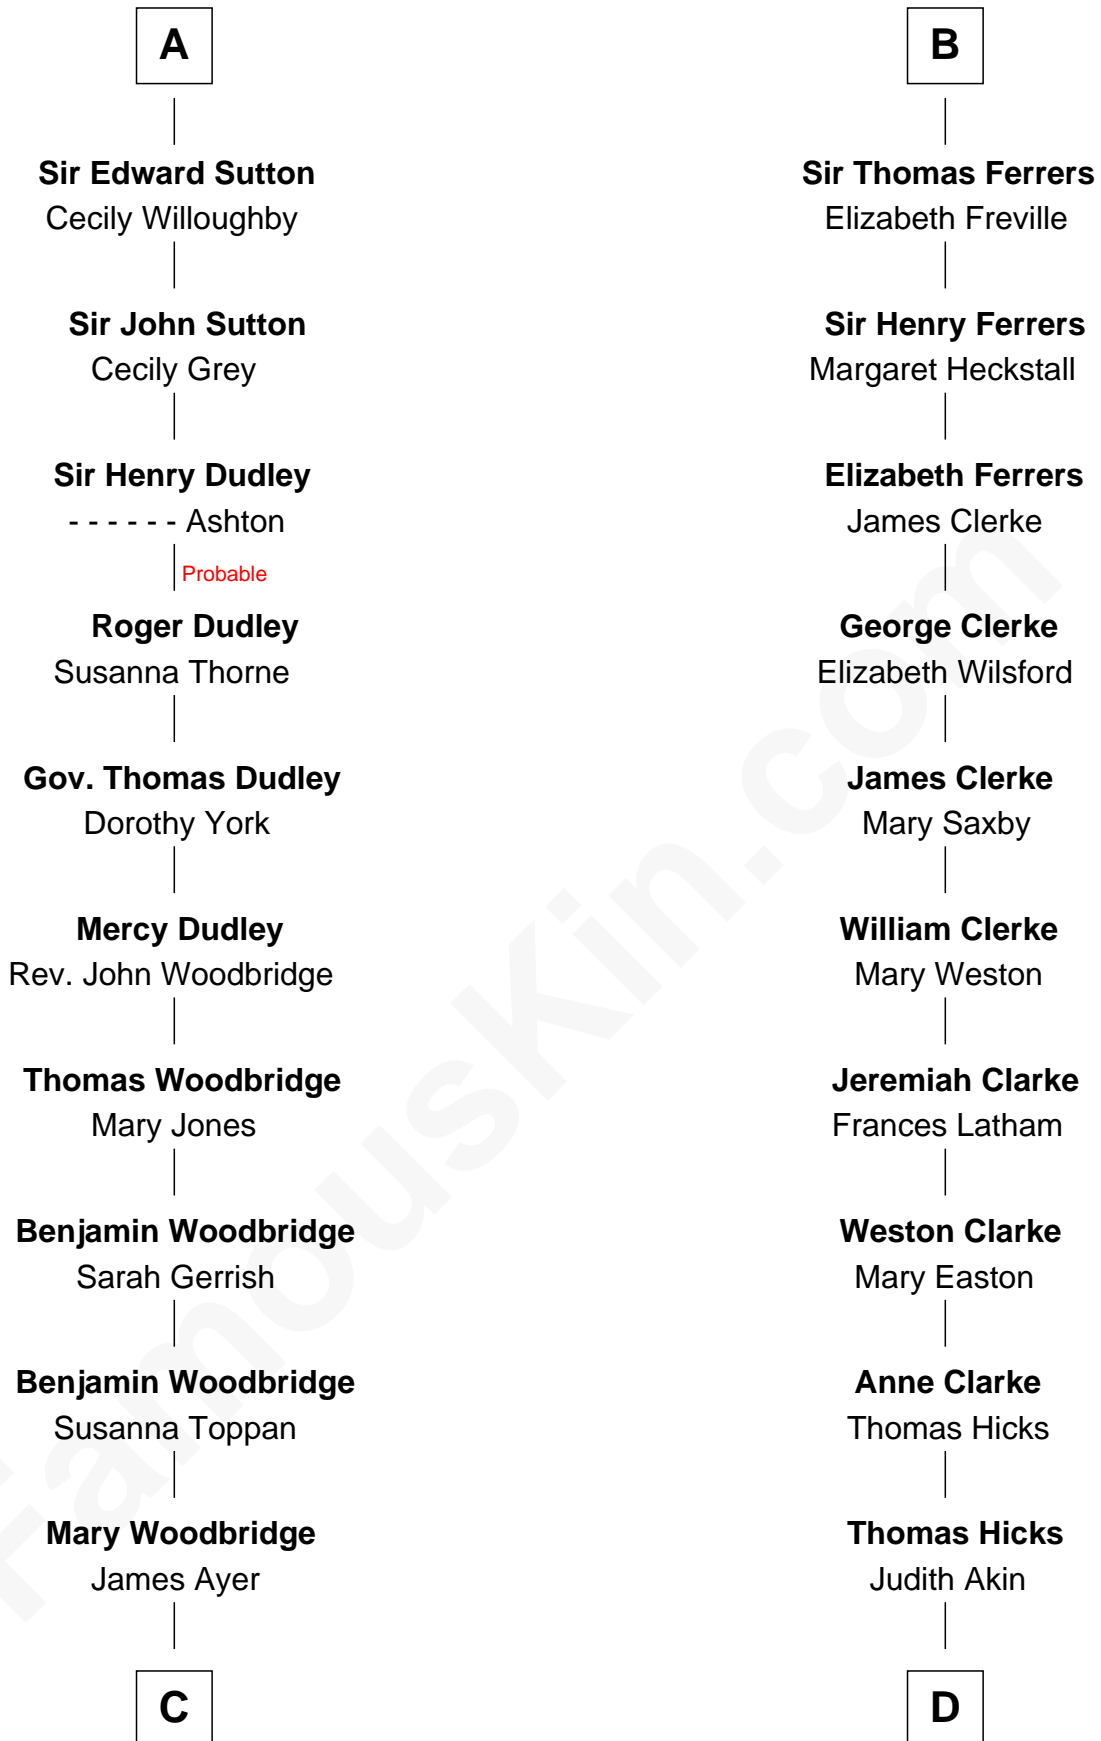 A
Sir Edward Sutton
Cecily Willoughby
Sir John Sutton
Cecily Grey
Sir Henry Dudley
- - - - - - Ashton
Probable
Roger Dudley
Susanna Thorne
Gov. Thomas Dudley
Dorothy York
Mercy Dudley
Rev. John Woodbridge
Thomas Woodbridge
Mary Jones
Benjamin Woodbridge
Sarah Gerrish
Benjamin Woodbridge
Susanna Toppan
Mary Woodbridge
James Ayer
C
B
Sir Thomas Ferrers
Elizabeth Freville
Sir Henry Ferrers
Margaret Heckstall
Elizabeth Ferrers
James Clerke
George Clerke
Elizabeth Wilsford
James Clerke
Mary Saxby
William Clerke
Mary Weston
Jeremiah Clarke
Frances Latham
Weston Clarke
Mary Easton
Anne Clarke
Thomas Hicks
Thomas Hicks
Judith Akin
D
FamousKin.com